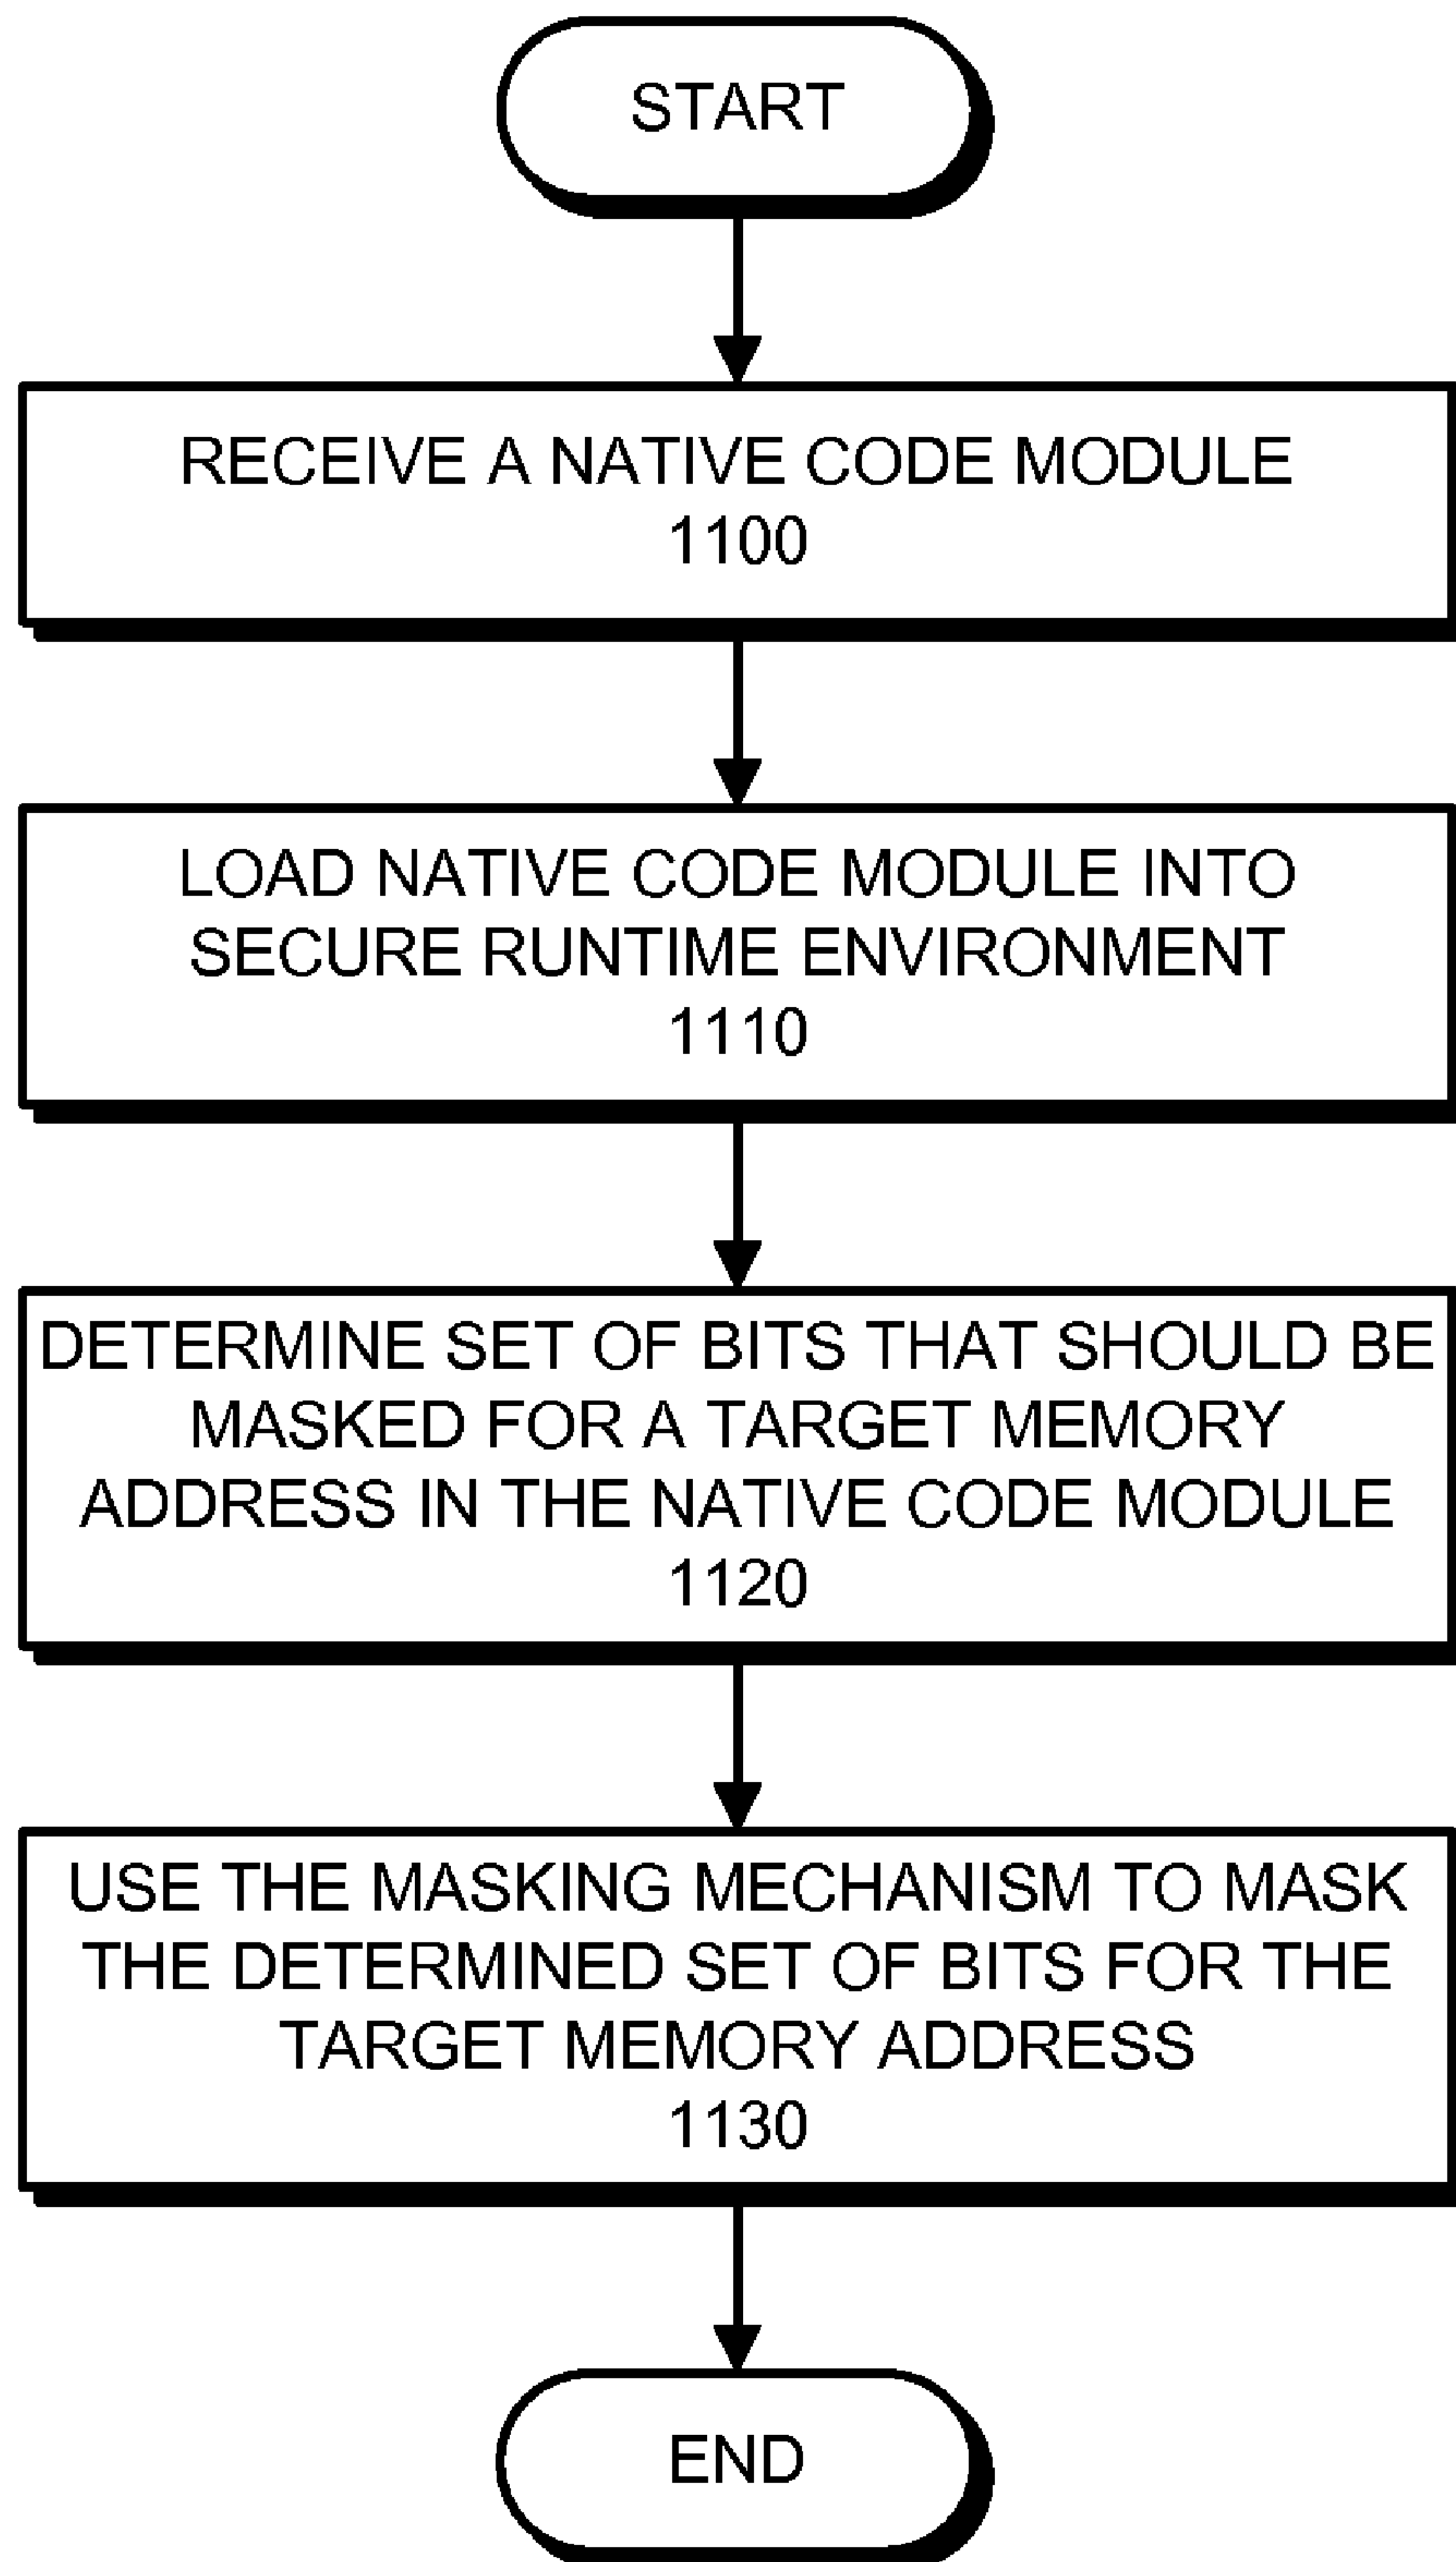 START
RECEIVE A NATIVE CODE MODULE
1100
LOAD NATIVE CODE MODULE INTO
SECURE RUNTIME ENVIRONMENT
1110
DETERMINE SET OF BITS THAT SHOULD BE
MASKED FOR A TARGET MEMORY
ADDRESS IN THE NATIVE CODE MODULE
1120
USE THE MASKING MECHANISM TO MASK
THE DETERMINED SET OF BITS FOR THE
TARGET MEMORY ADDRESS
1130
END